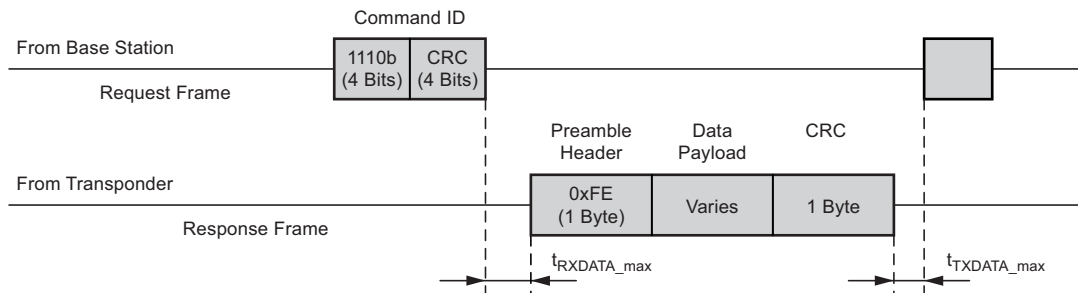 Command ID
From Base Station
1110b
(4 Bits)
CRC
(4 Bits)
Request Frame
Preamble
Header
Data
Payload
CRC
From Transponder
0xFE
(1 Byte)
Varies
1 Byte
Response Frame
tRXDATA_max
tTXDATA_max